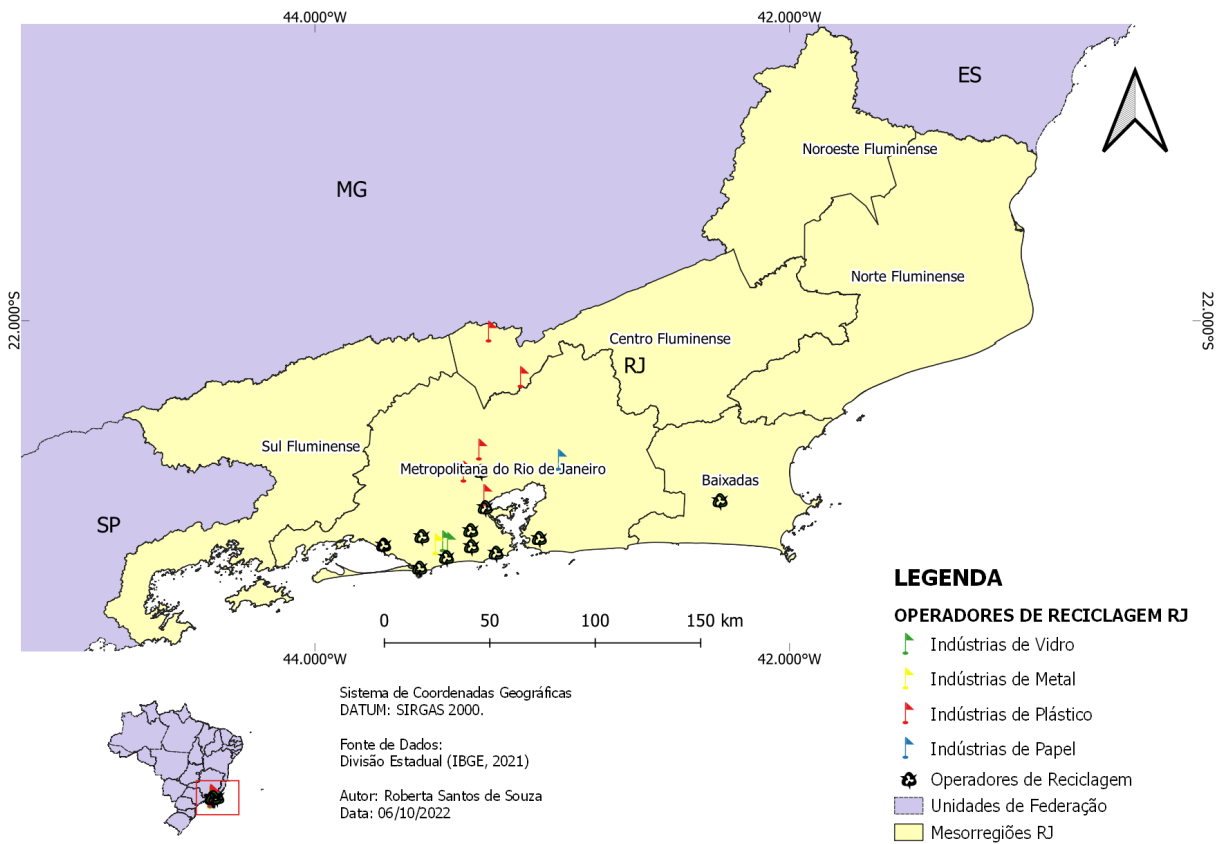 44.000°W
42.000°W
ES
Noroeste Fluminense
MG
Norte Fluminense
22.000°S
22.000°S
Centro Fluminense
RJ
Sul Fluminense
Metropolitana do Rio de Janeiro
Baixadas
SP
LEGENDA
OPERADORES DE RECICLAGEM RJ
Indústrias de Vidro
Indústrias de Metal
Indústrias de Plástico
Indústrias de Papel
Operadores de Reciclagem
Unidades de Federação
Mesorregiões RJ
0 50 100 150 km
44.000°W
42.000°W
Sistema de Coordenadas Geográficas
DATUM: SIRGAS 2000.
Fonte de Dados:
Divisão Estadual (IBGE, 2021)
Autor: Roberta Santos de Souza
Data: 06/10/2022